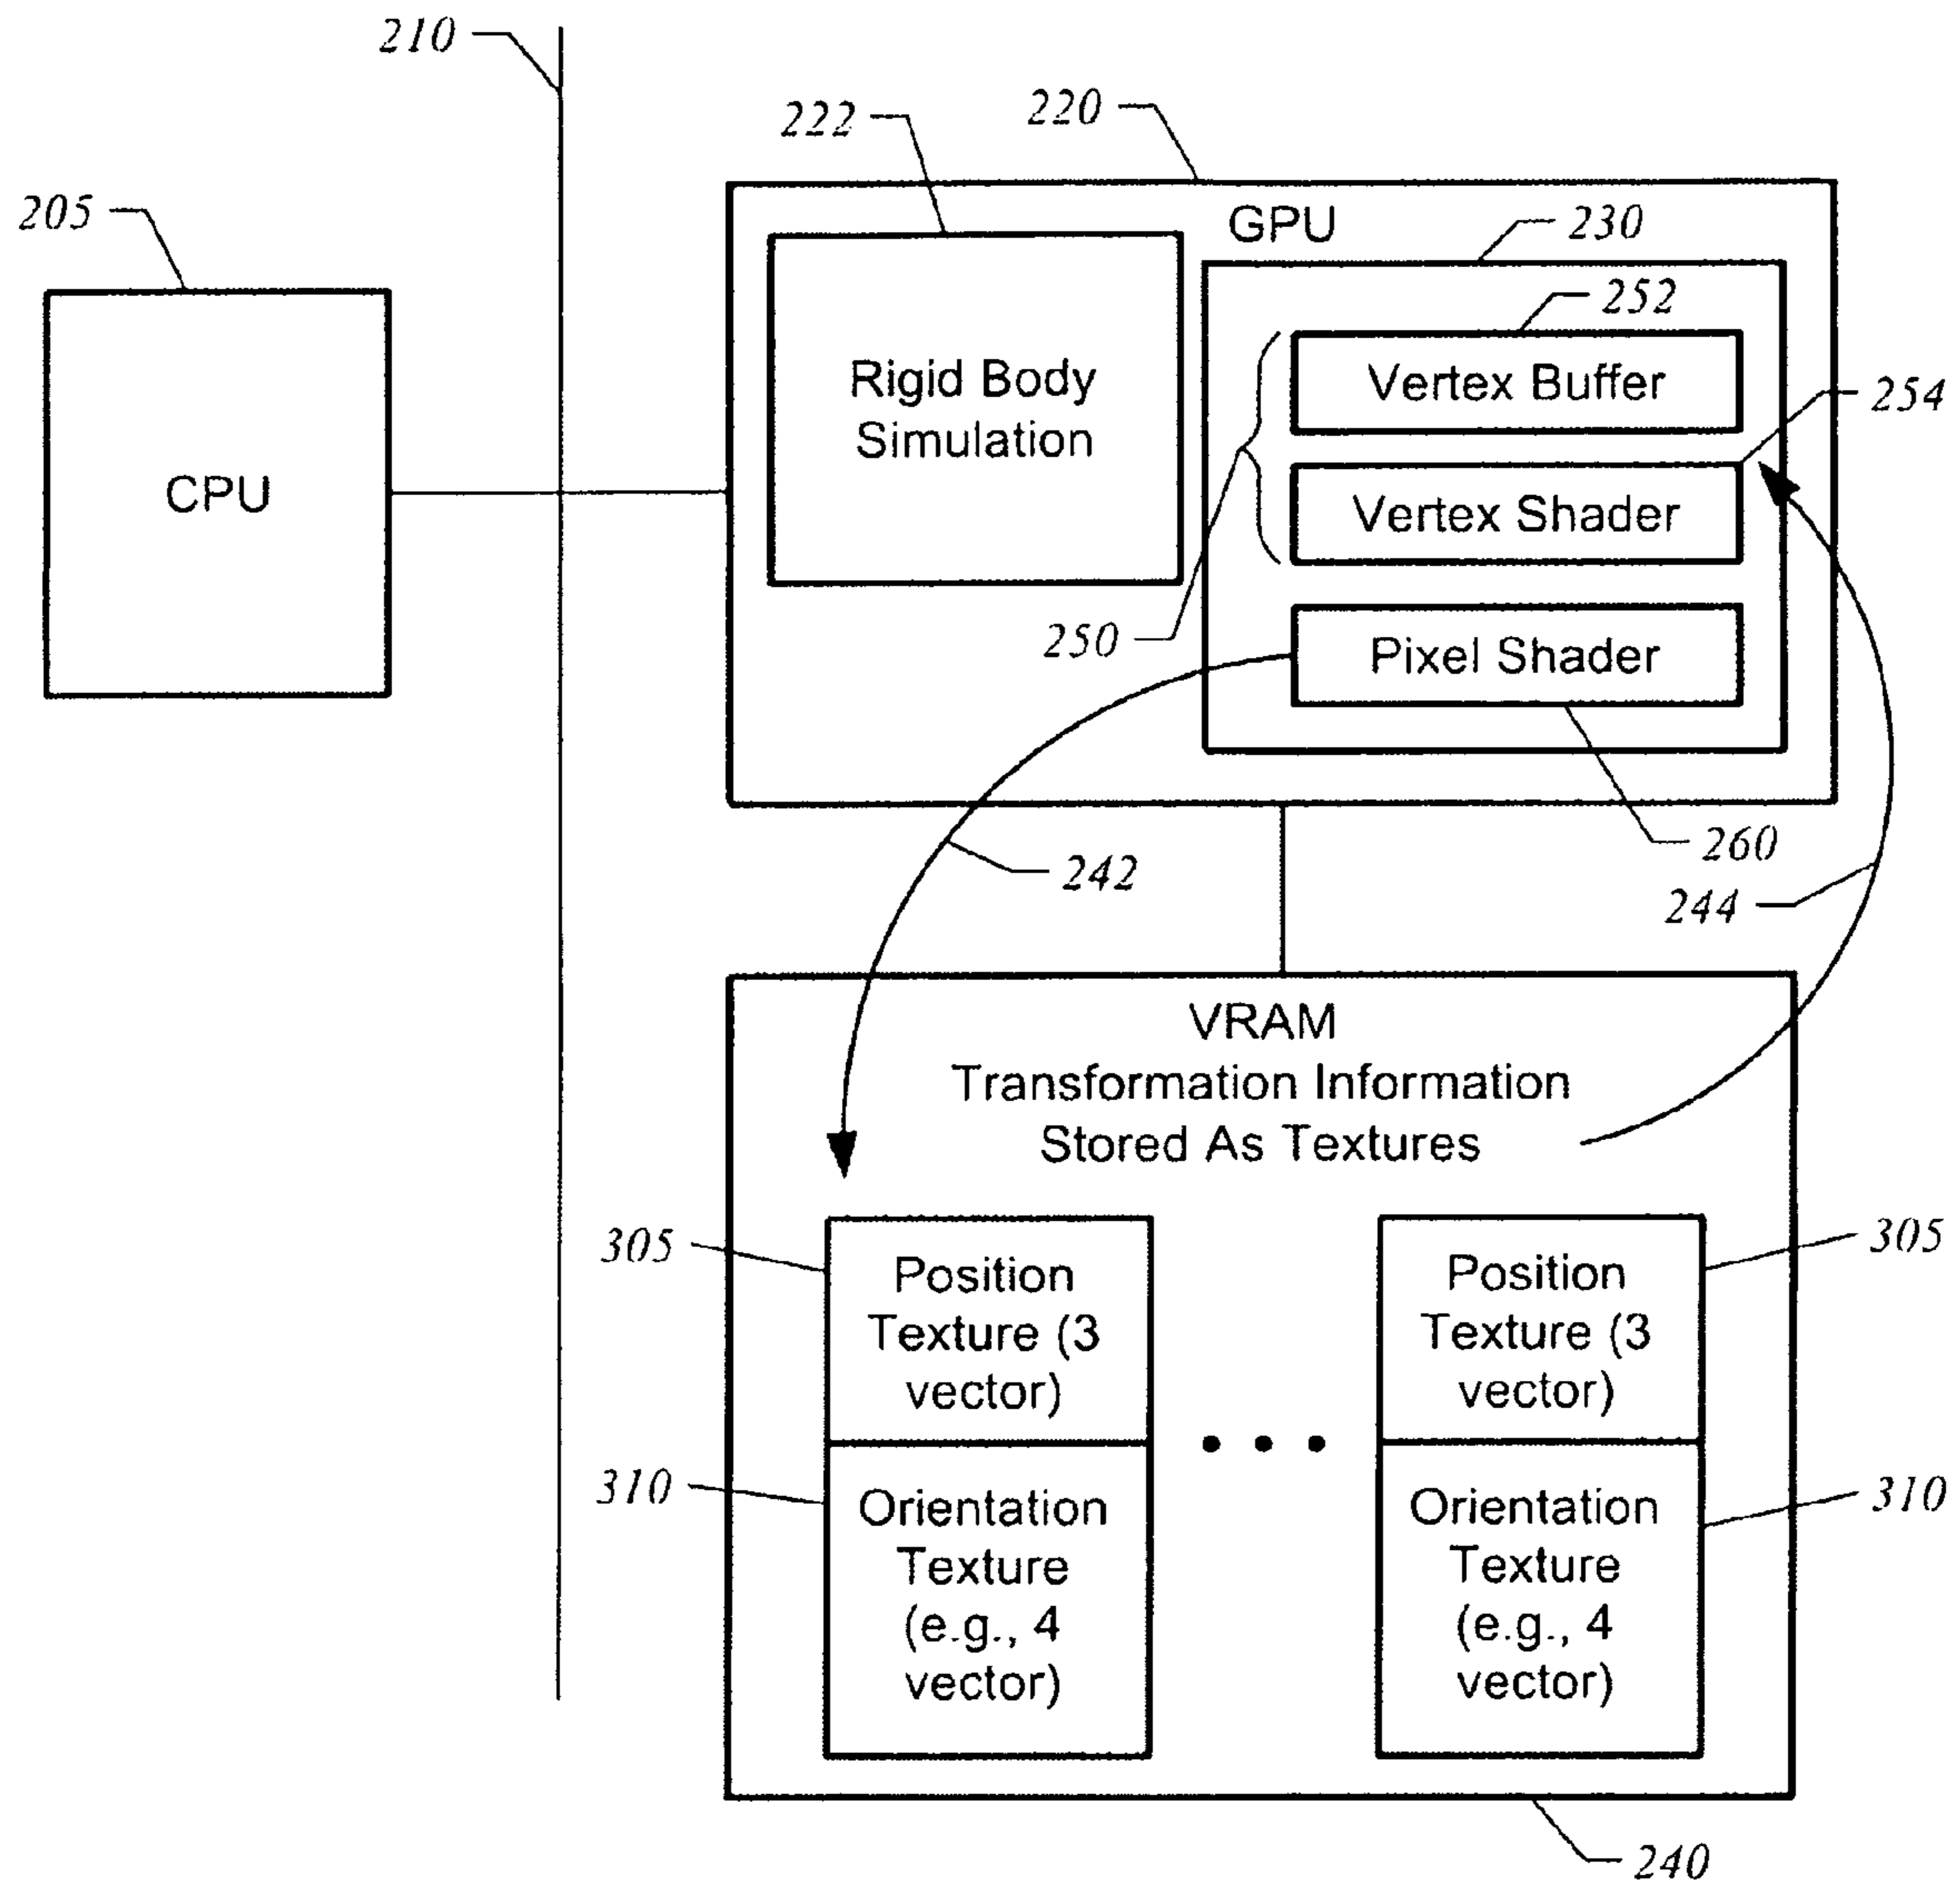 210
222
220
205
GPU
230
252
Vertex Buffer
254
Rigid Body
Simulation
CPU
Vertex Shader
250
Pixel Shader
260
242
244
VRAM
Transformation Information
Stored As Textures
305
Position
Texture (3
vector)
Position
Texture (3
vector)
305
• • •
310
Orientation
Texture
(e.g., 4
vector)
Orientation
Texture
(e.g., 4
vector)
310
240